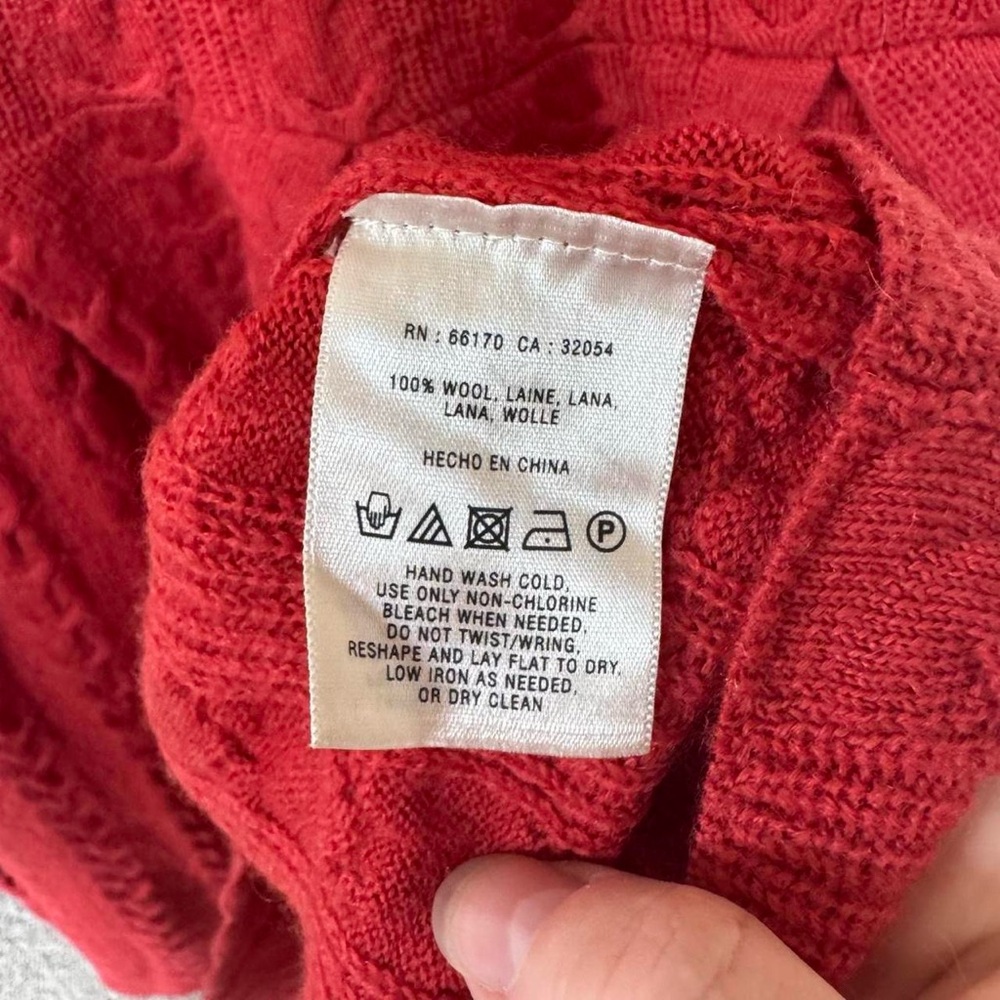 RN : 66170 CA : 32054
100% WOOL, LAINE, LANA,
LANA, WOLLE
HECHO EN CHINA
P
HAND WASH COLD,
USE ONLY NON-CHLORINE
BLEACH WHEN NEEDED,
DO NOT TWIST/WRING,
RESHAPE AND LAY FLAT TO DRY,
LOW IRON AS NEEDED,
OR DRY CLEAN